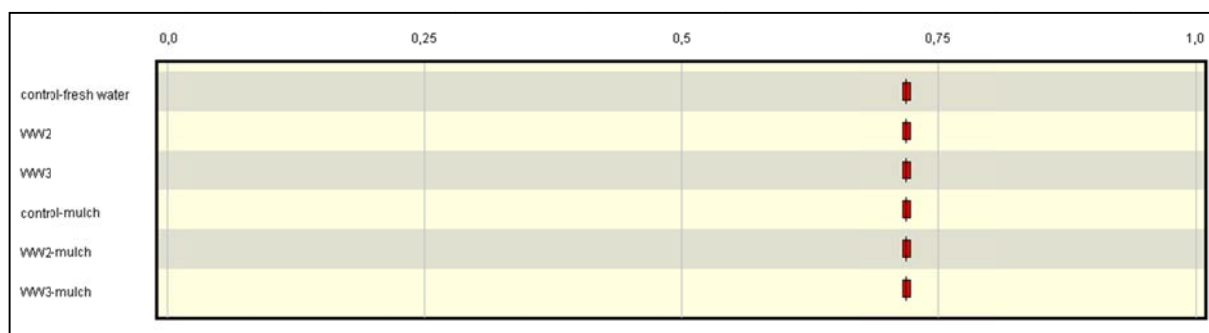 0,0 0,25 0,5 0,75 1,0
control-fresh water
WW2
WW3
control-mulch
WW2-mulch
WW3-mulch